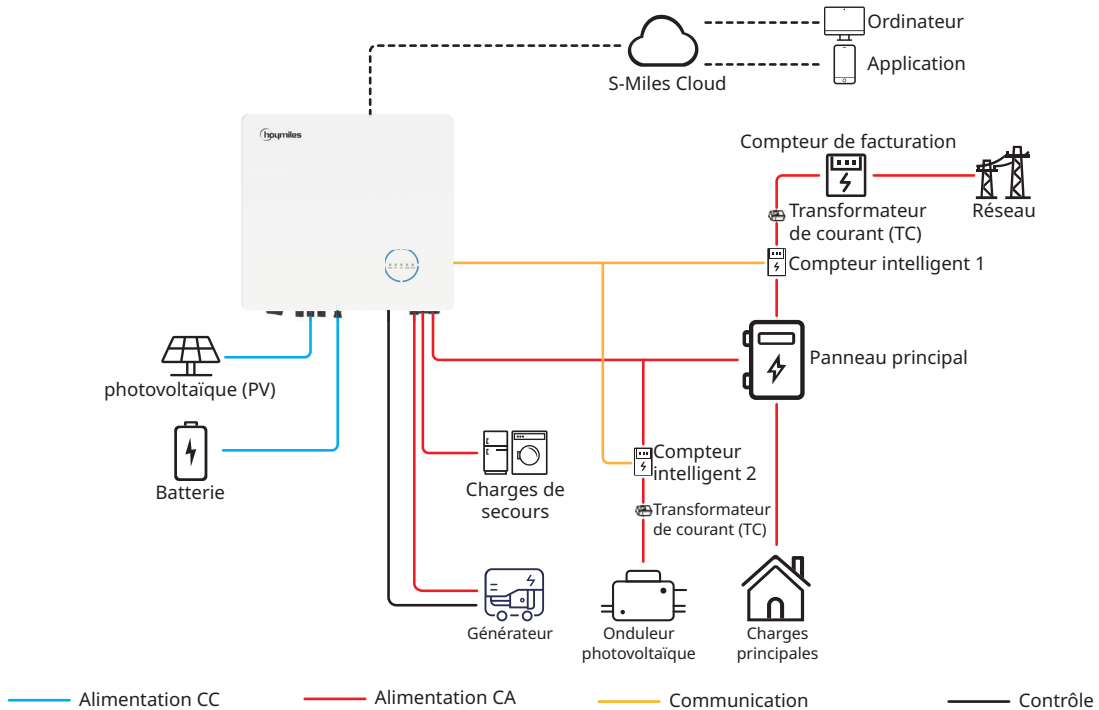 Ordinateur
Application
S-Miles Cloud
hoymiles
Compteur de facturation
Réseau
Transformateur
de courant (TC)
Compteur intelligent 1
Panneau principal
photovoltaïque (PV)
Batterie
Charges de
secours
Compteur
intelligent 2
Transformateur
de courant (TC)
Générateur
Onduleur
photovoltaïque
Charges
principales
Alimentation CC
Alimentation CA
Communication
Contrôle